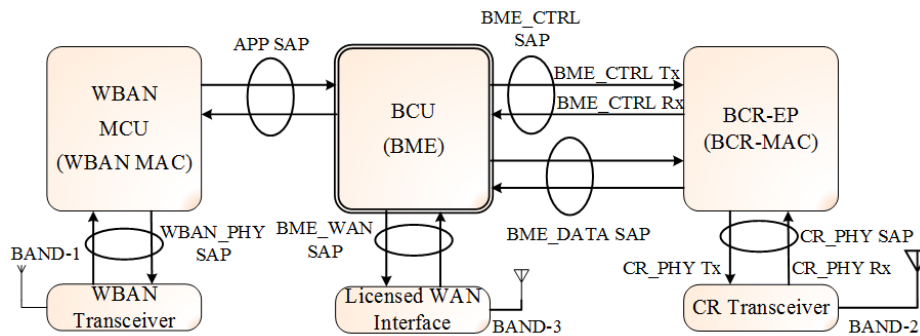 BME_CTRL
SAP
APP SAP
BME_CTRL Tx
BME_CTRL Rx
WBAN
MCU
(WBAN MAC)
BCU
(BME)
BCR-EP
(BCR-MAC)
BME_DATA SAP
WBAN_PHY
SAP
BME_WAN
SAP
CR_PHY SAP
CR_PHY Tx
CR_PHY Rx
BAND-1
WBAN
Transceiver
Licensed WAN
Interface
BAND-3
CR Transceiver
BAND-2